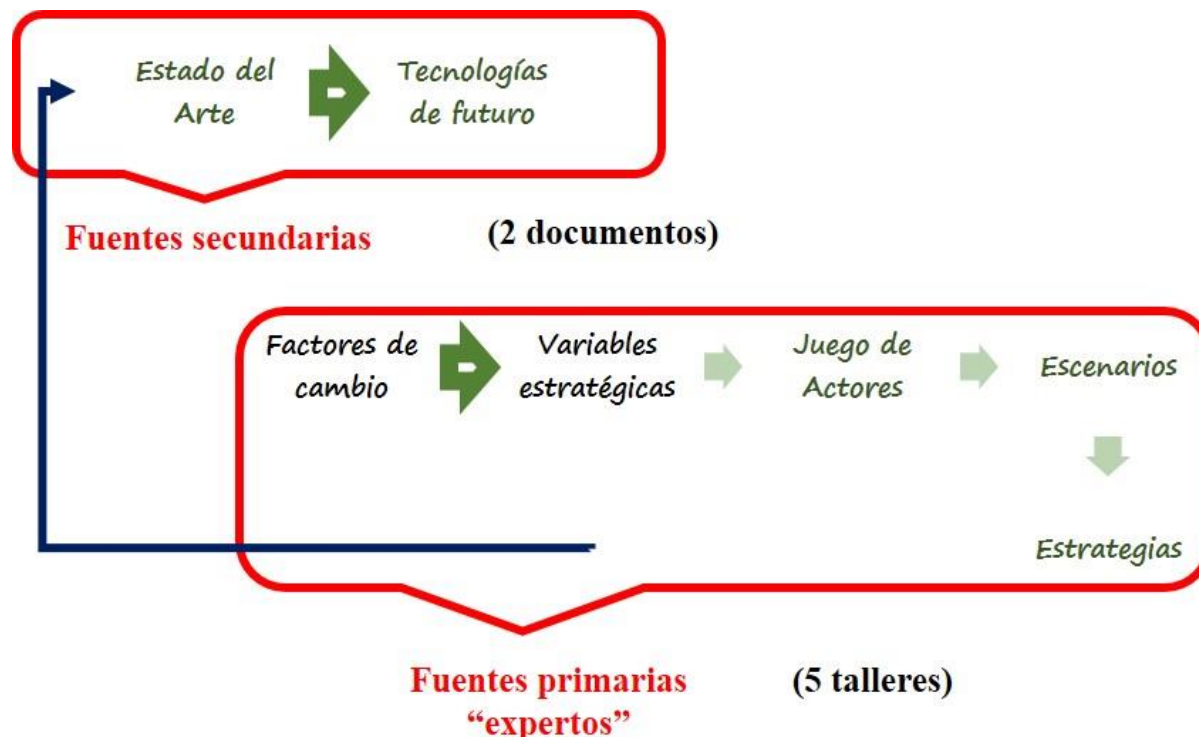 Estado del
Arte
Tecnologías
de futuro
Fuentes secundarias
(2 documentos)
Factores de
cambio
Variables
estratégicas
Juego de
Actores
Escenarios
Estrategias
Fuentes primarias
“expertos”
(5 talleres)